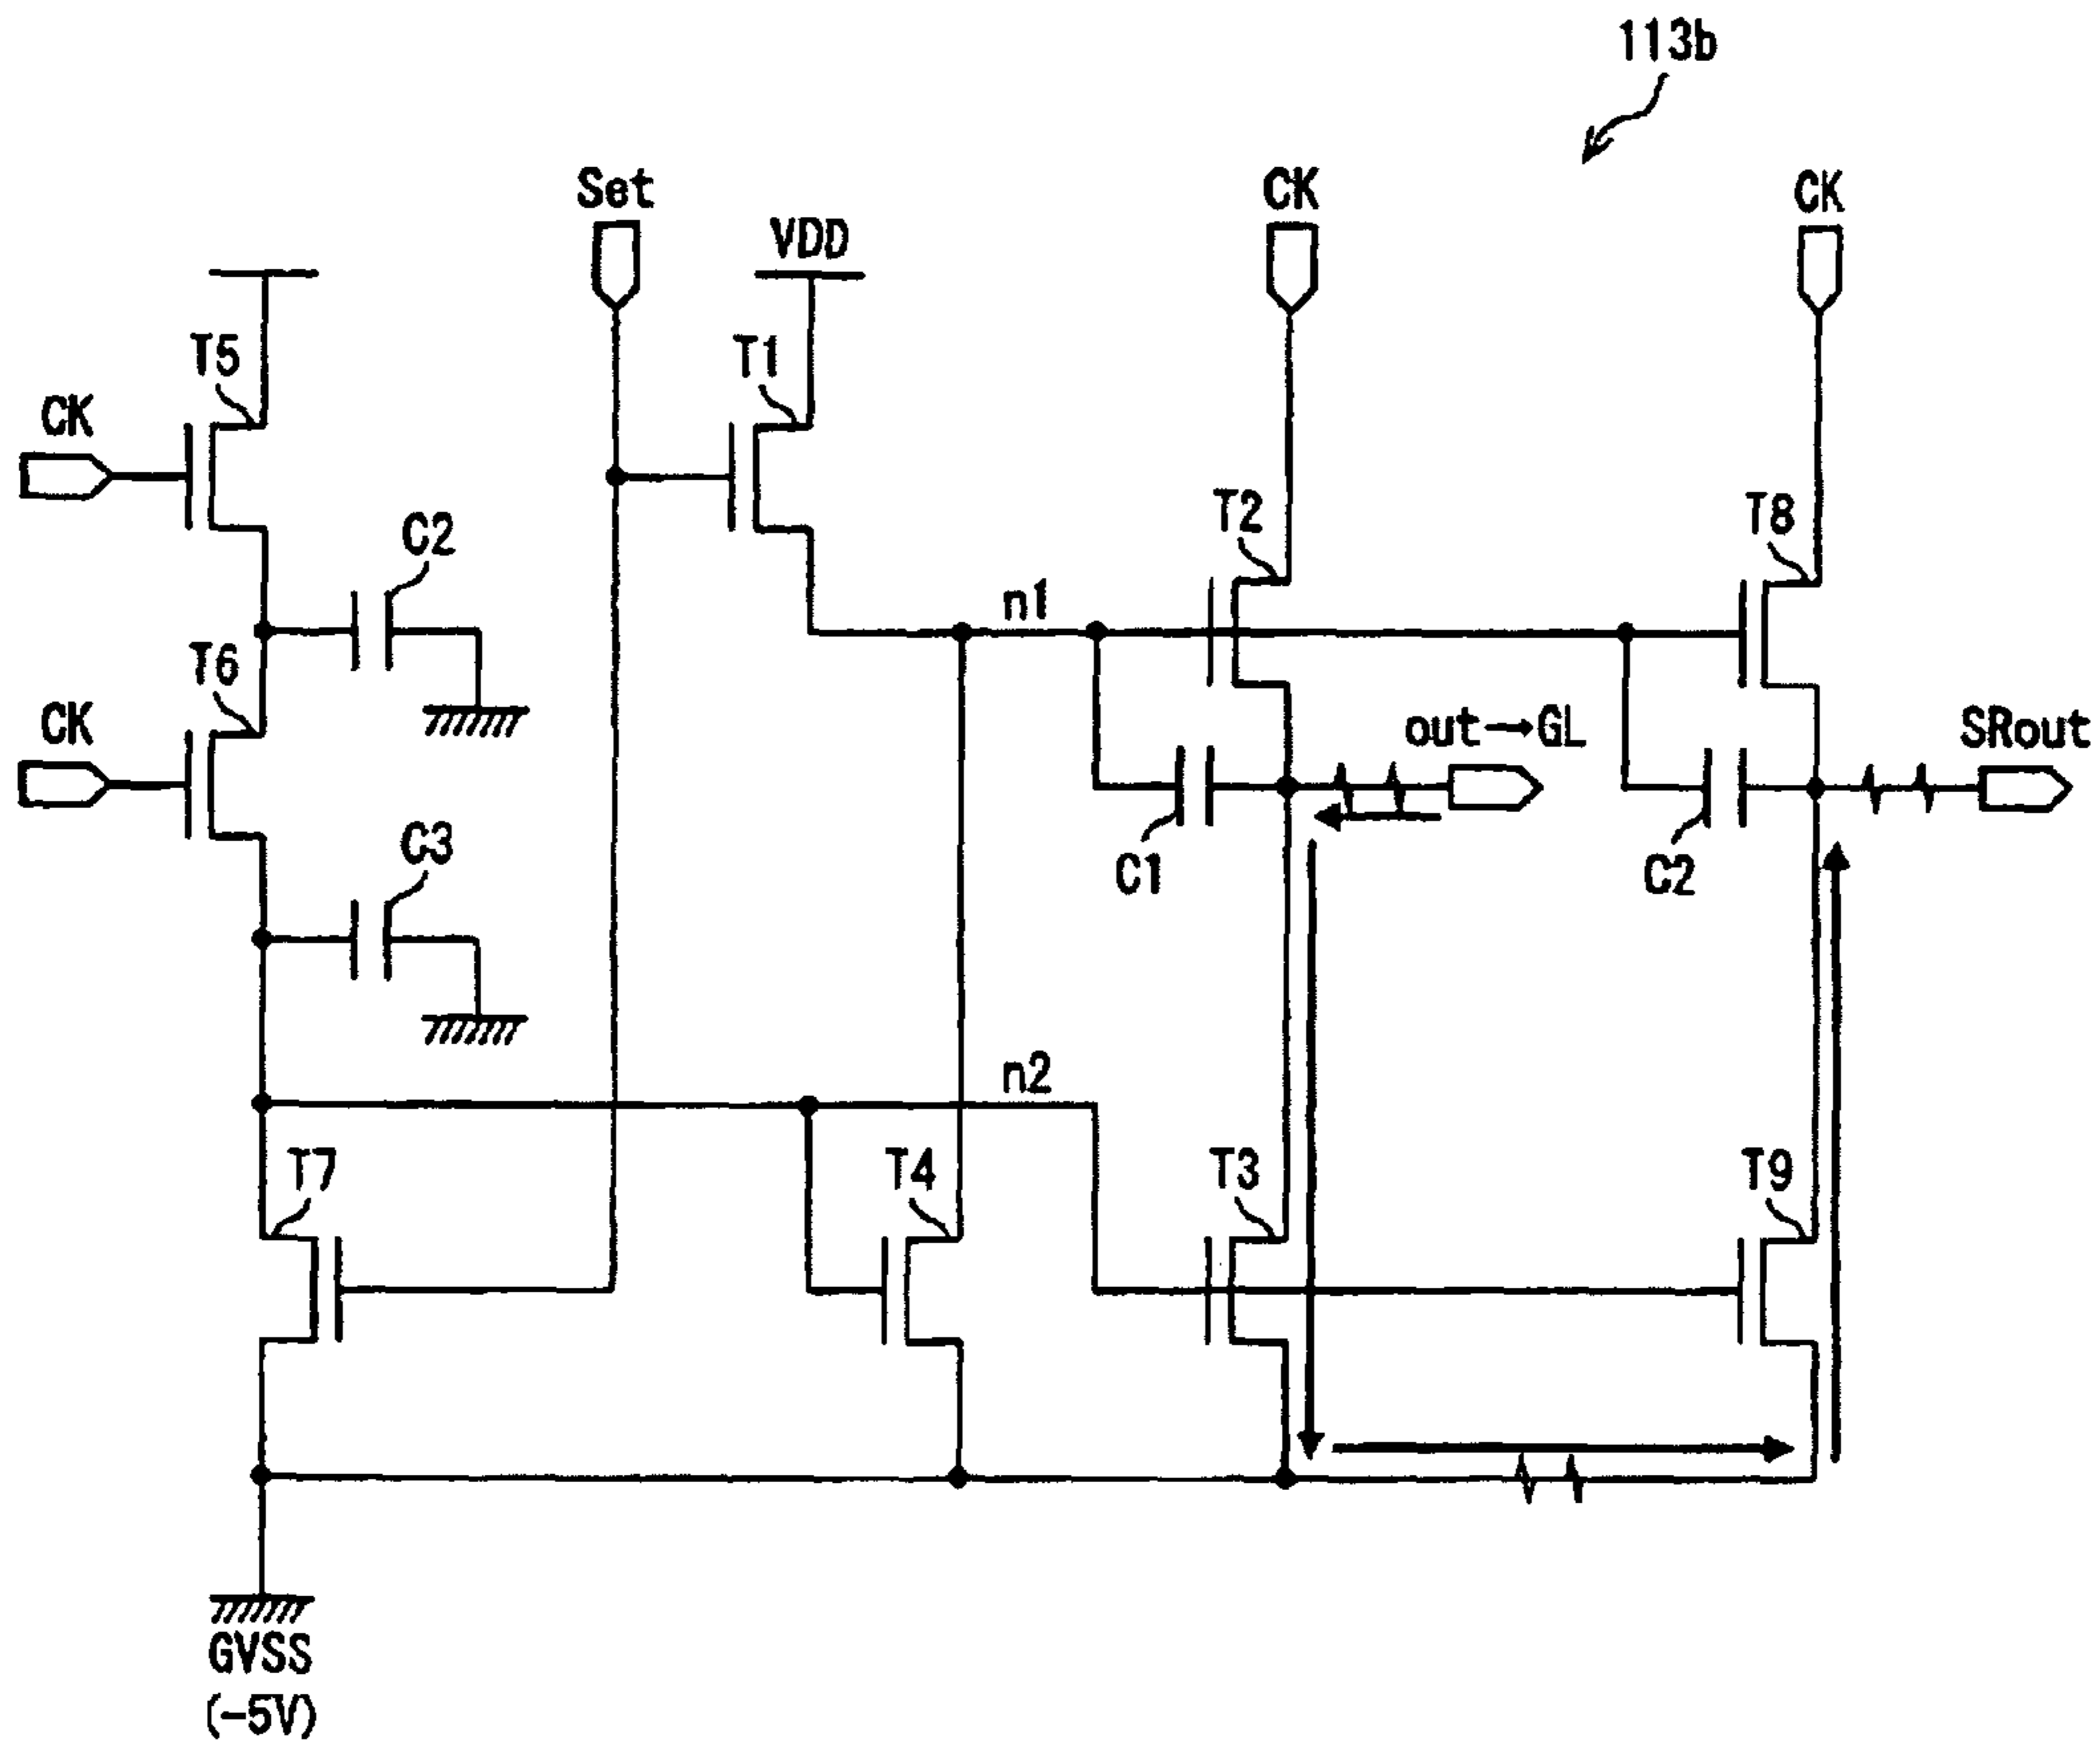 113b
Set
CK
CK
VDD
T5
T1
CK
T2
T8
C2
n1
T6
CK
out→GL
SRout
C3
C1
C2
n2
T7
T4
T3
T9
GVSS
(-5V)